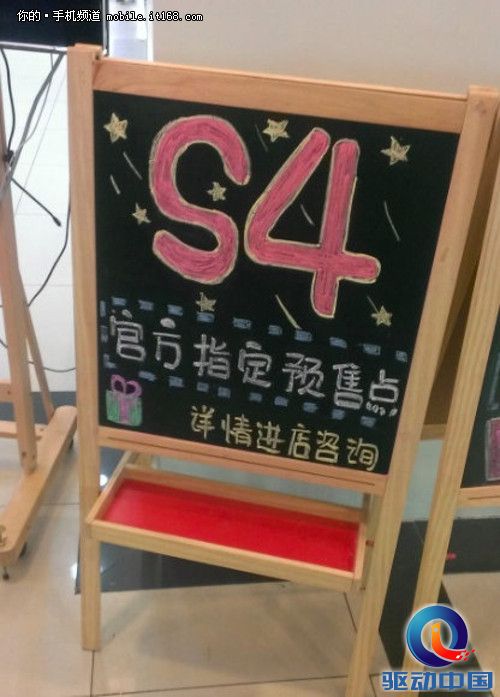 你的·手机频道 mobile.it168.com
S4
官方指定预售点
详情进店咨询
驱动中国